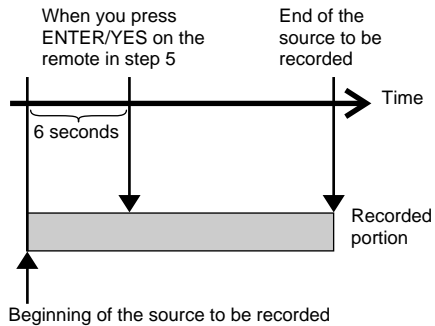 When you press
ENTER/YES on the
remote in step 5
End of the
source to be
recorded
Time
6 seconds
Recorded
portion
Beginning of the source to be recorded